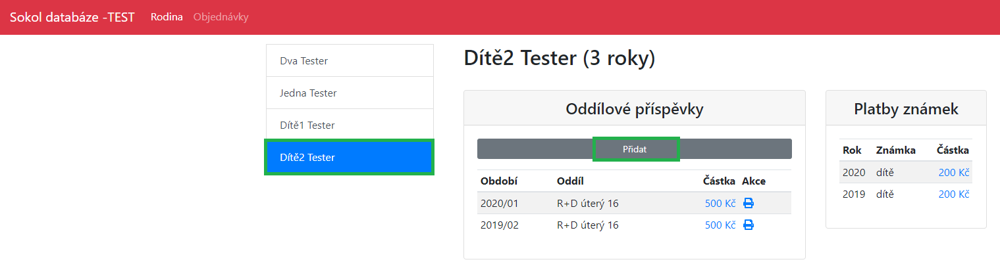 Sokol databáze -TEST Rodina Objednávky
Dva Tester
Jedna Tester
Dítě1 Tester
Dítě2 Tester
Dítě2 Tester (3 roky)
Oddílové příspěvky
Přidat
Období Oddíl Částka Akce
2020/01 R+D úterý 16 500 Kč
2019/02 R+D úterý 16 500 Kč
Platby známek
Rok Známka Částka
2020 dítě 200 Kč
2019 dítě 200 Kč